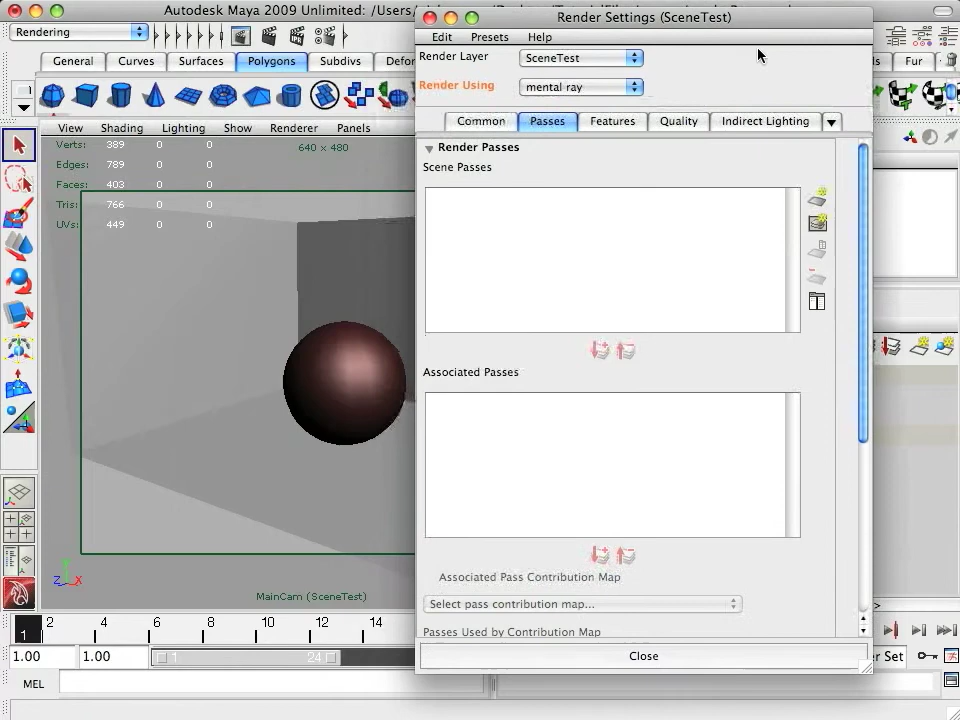 Autodesk Maya 2009 Unlimited: /Users/
Render Settings (SceneTest)
Rendering
Edit Presets Help
Render Layer SceneTest
Render Using mental ray
General Curves Surfaces Polygons Subdivs Defor
Fur
Common Passes Features Quality Indirect Lighting
View Shading Lighting Show Renderer Panels
Verts: 389 0 0
640 x 480
Edges: 789 0 0
Faces: 403 0 0
Tris: 766 0 0
UVs: 449 0 0
Render Passes
Scene Passes
Associated Passes
Associated Pass Contribution Map
Select pass contribution map...
Passes Used by Contribution Map
Close
Z X
MainCam (SceneTest)
1 2 4 6 8 10 12 14
1.00 1.00 1 24
er Set
MEL